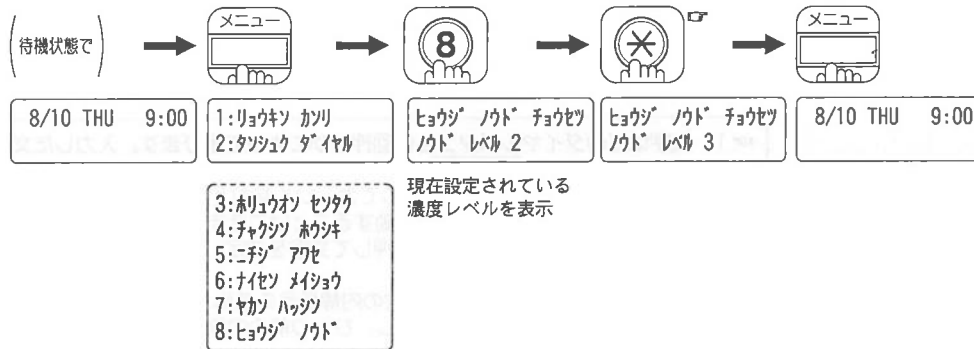 待機状態で
メニュー
8
＊
☞
メニュー
8/10 THU 9:00
1:リョウキン カンリ
2:タンシュク ダイヤル
ヒョウジ ノウド チョウセツ
ノウド レベル 2
ヒョウジ ノウド チョウセツ
ノウド レベル 3
8/10 THU 9:00
現在設定されている
濃度レベルを表示
3:ホリュウオン センタク
4:チャクシン ホウシキ
5:ニチジ アワセ
6:ナイセン メイショウ
7:ヤカン ハッシン
8:ヒョウジ ノウド